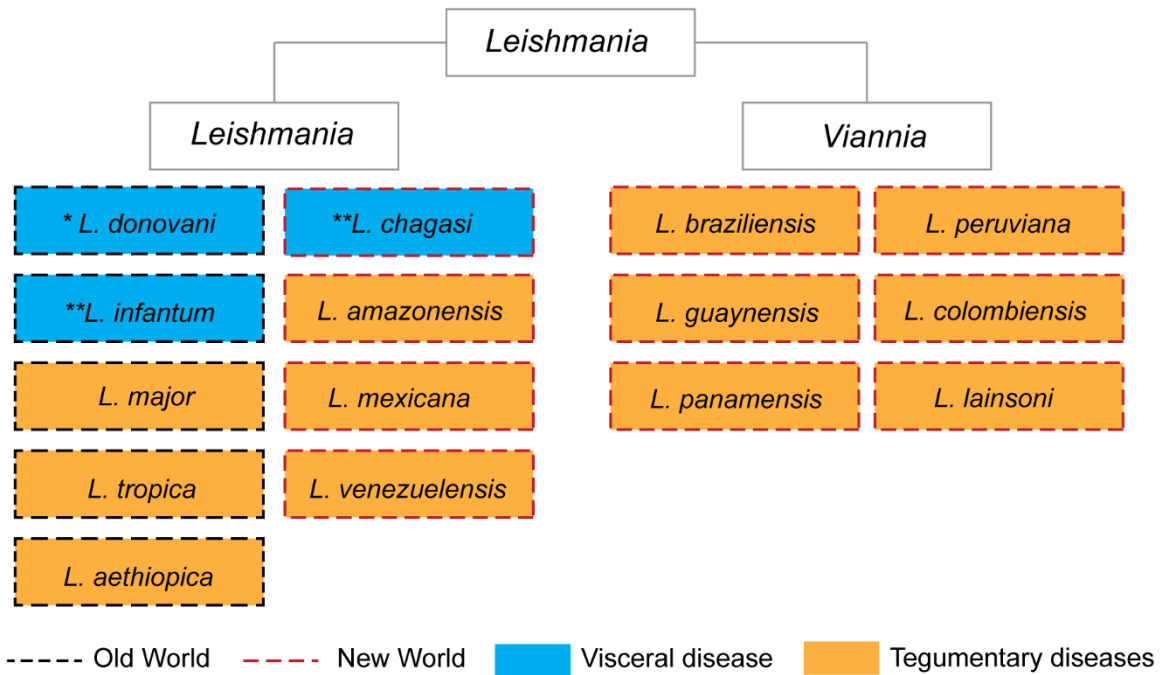 Leishmania
Leishmania
Viannia
* L. donovani
**L. chagasi
L. braziliensis
L. peruviana
**L. infantum
L. amazonensis
L. guaynensis
L. colombiensis
L. major
L. mexicana
L. panamensis
L. lainsoni
L. tropica
L. venezuelensis
L. aethiopica
Old World
New World
Visceral disease
Tegumentary diseases